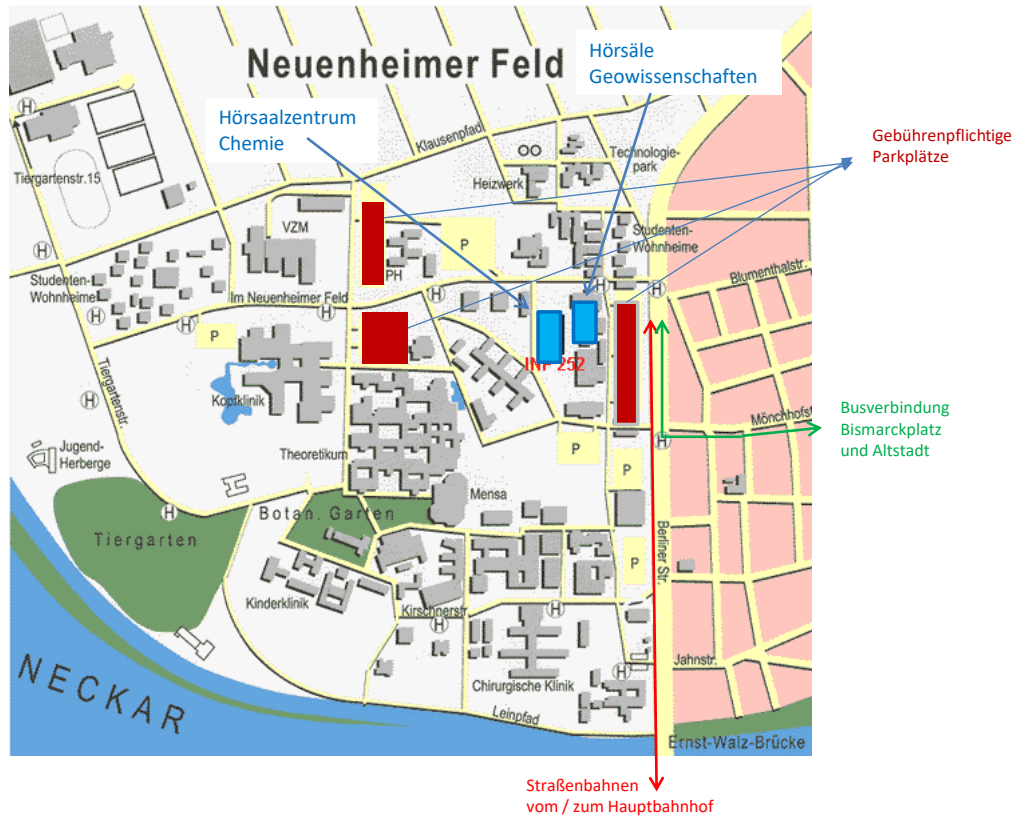 Neuenheimer Feld
Hörsäle
Geowissenschaften
Hörsaalzentrum
Chemie
Gebührenpflichtige
Parkplätze
Klausenpfad
Technologie-
park
Heizwerk
Tiergartenstr.15
H
H
VZM
Studenten-
Wohnheime
P
PH
Studenten-
Wohnheime
Blumenthalstr.
Im Neuenheimer Feld
H
H
H
H
H
P
INF 252
Kopfklinik
Tiergartenstr.
H
Mönchhofst
H
Busverbindung
Bismarckplatz
und Altstadt
Jugend-
Herberge
Theoretikum
P
P
Mensa
H
Botan. Garten
Tiergarten
Berliner Str.
P
Kinderklinik
Kirschnerstr.
H
H
Jahnstr.
H
Chirurgische Klinik
Leinpfad
NECKAR
Ernst-Walz-Brücke
Straßenbahnen
vom / zum Hauptbahnhof